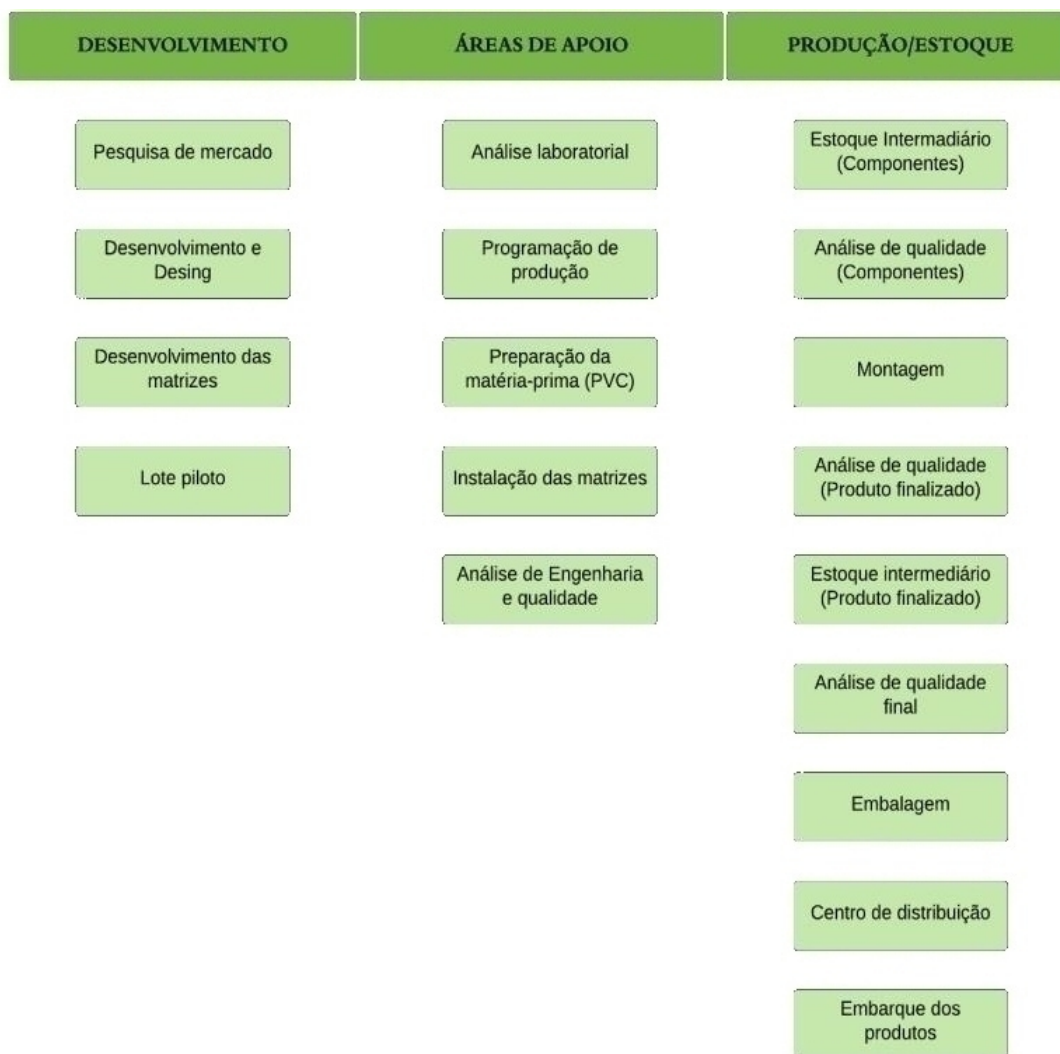 DESENVOLVIMENTO
Pesquisa de mercado
Desenvolvimento e
Desing
Desenvolvimento das
matrizes
Lote piloto
ÁREAS DE APOIO
Análise laboratorial
Programação de
produção
Preparação da
matéria-prima (PVC)
Instalação das matrizes
Análise de Engenharia
e qualidade
PRODUÇÃO/ESTOQUE
Estoque Intermadiário
(Componentes)
Análise de qualidade
(Componentes)
Montagem
Análise de qualidade
(Produto finalizado)
Estoque intermediário
(Produto finalizado)
Análise de qualidade
final
Embalagem
Centro de distribuição
Embarque dos
produtos